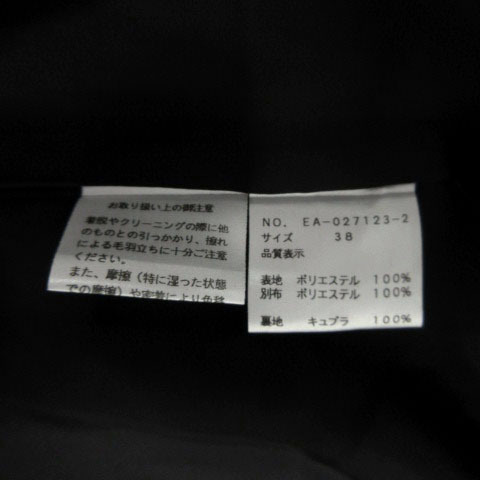 お取り扱い上の御注意
着脱やクリーニングの際に他
のものとの引っかかり、擦れ
による毛羽立ちに十分ご注意
ください。
また、摩擦（特に湿った状態
での摩擦）や
NO. EA-027123-2
サイズ 38
品質表示
表地 ポリエステル 100%
別布 ポリエステル 100%
裏地 キュプラ 100%